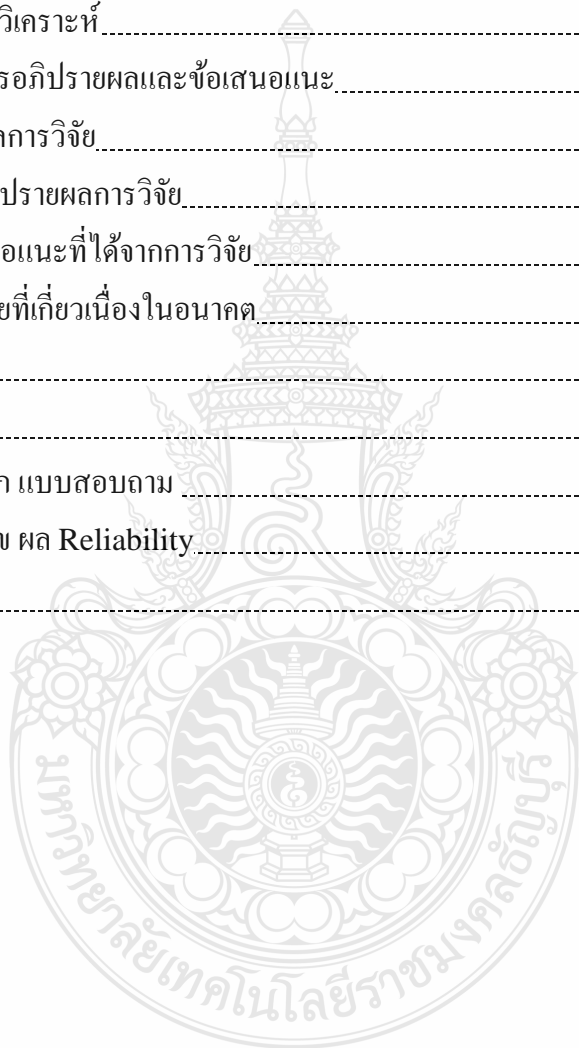 วิเคราะห์
รอภิปรายผลและข้อเสนอแนะ
ลการวิจัย
ปรายผลการวิจัย
อแนะที่ได้จากการวิจัย
ยที่เกี่ยวเนื่องในอนาคต
ก แบบสอบถาม
ข ผล Reliability
มหาวิทยาลัยเทคโนโลยีราชมงคลธัญบุรี